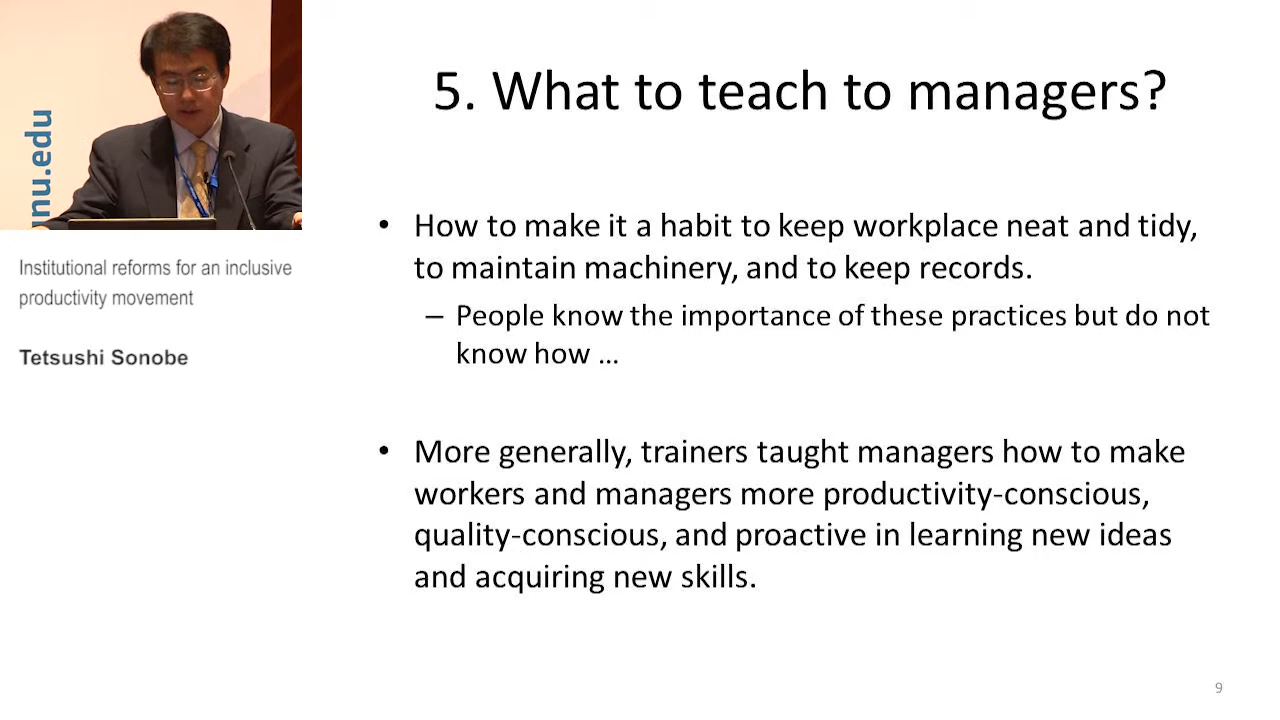 unu.edu
Institutional reforms for an inclusive
productivity movement
Tetsushi Sonobe
5. What to teach to managers?
• How to make it a habit to keep workplace neat and tidy,
to maintain machinery, and to keep records.
– People know the importance of these practices but do not
know how ...
• More generally, trainers taught managers how to make
workers and managers more productivity-conscious,
quality-conscious, and proactive in learning new ideas
and acquiring new skills.
9